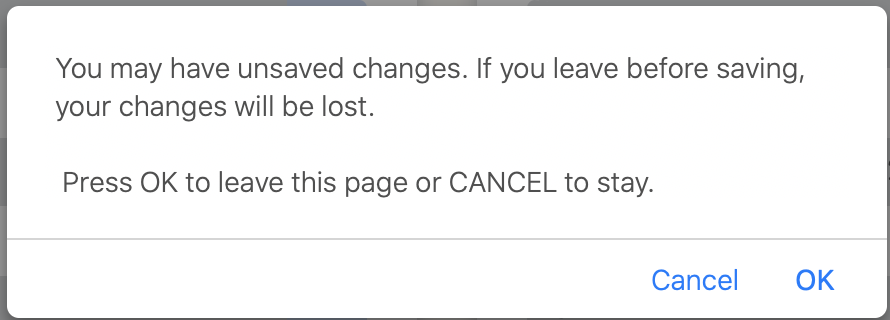 You may have unsaved changes. If you leave before saving,
your changes will be lost.
Press OK to leave this page or CANCEL to stay.
Cancel
OK